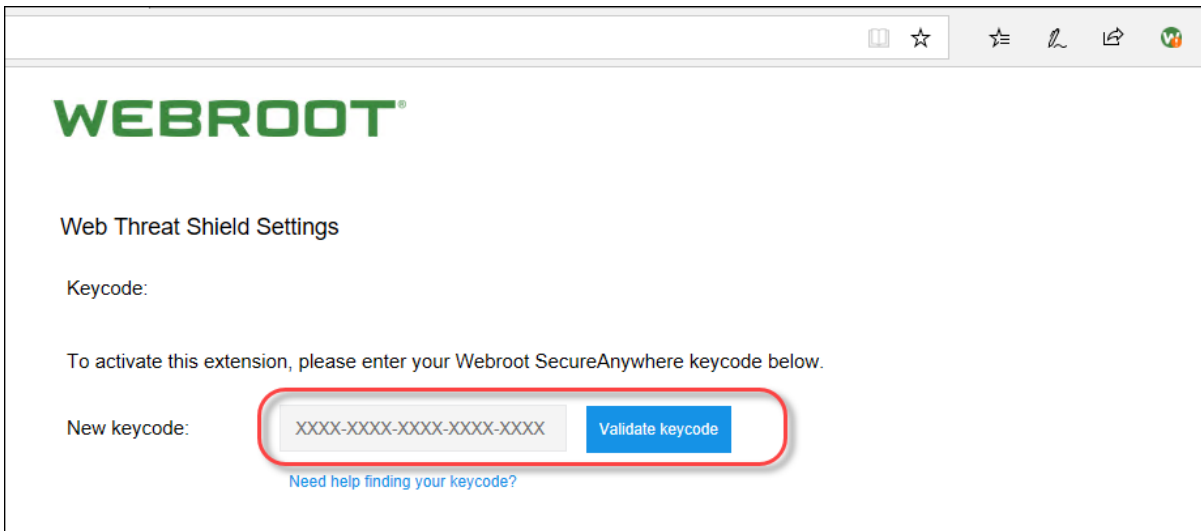 WEBROOT®
Web Threat Shield Settings
Keycode:
To activate this extension, please enter your Webroot SecureAnywhere keycode below.
New keycode: XXXX-XXXX-XXXX-XXXX-XXXX Validate keycode
Need help finding your keycode?